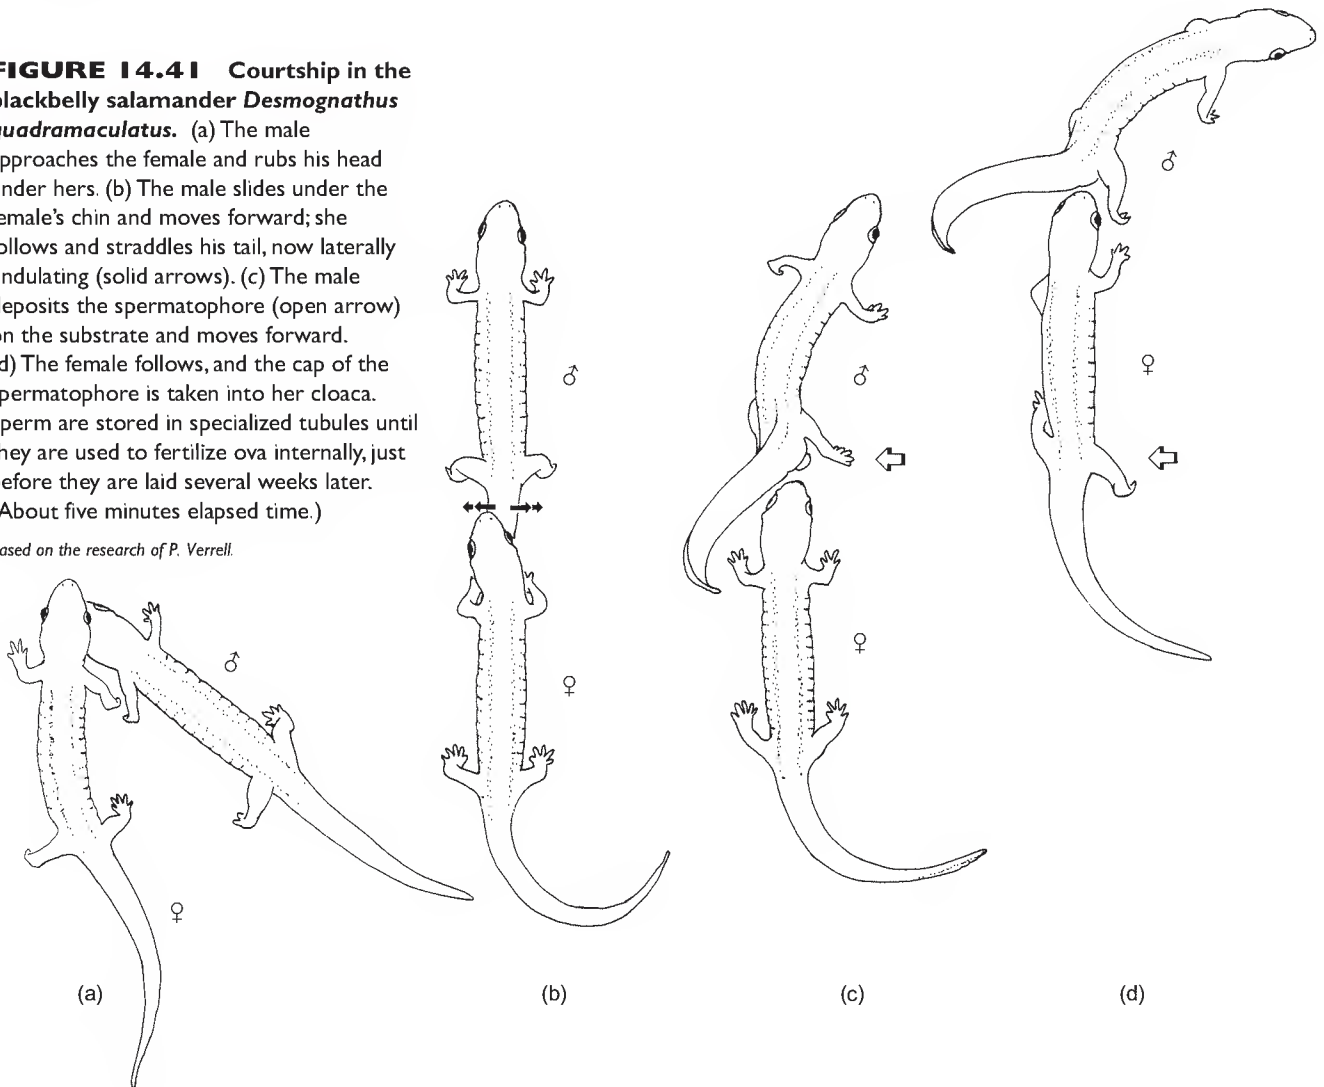 FIGURE 14.41 Courtship in the
blackbelly salamander Desmognathus
quadramaculatus. (a) The male
pproaches the female and rubs his head
nder hers. (b) The male slides under the
emale's chin and moves forward; she
ollows and straddles his tail, now laterally
ndulating (solid arrows). (c) The male
deposits the spermatophore (open arrow)
on the substrate and moves forward.
d) The female follows, and the cap of the
permatophore is taken into her cloaca.
perm are stored in specialized tubules until
hey are used to fertilize ova internally, just
efore they are laid several weeks later.
About five minutes elapsed time.)
ased on the research of P. Verrell.
♂
♀
♂
♀
♂
♀
♂
♀
(a)
(b)
(c)
(d)